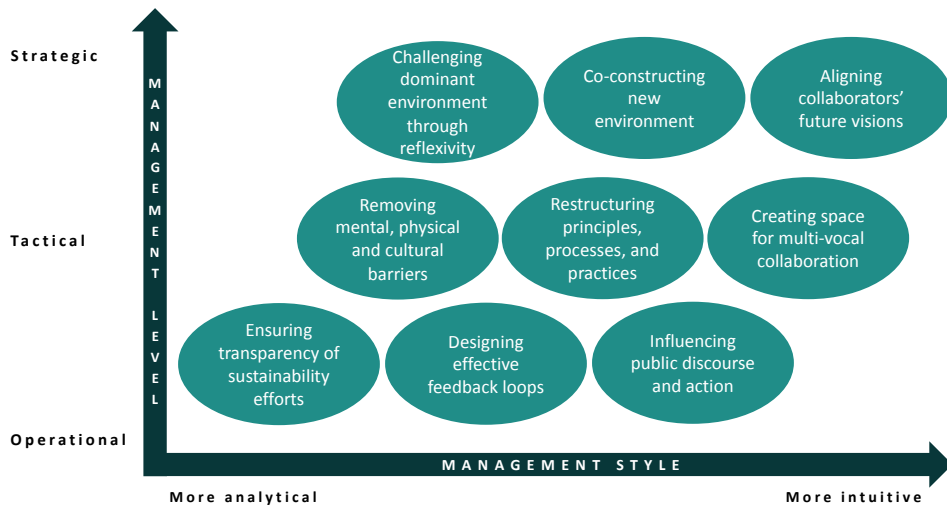 Strategic
Challenging
dominant
environment
through
reflexivity
Co-constructing
new
environment
Aligning
collaborators'
future visions
MANAGEMENT LEVEL
Tactical
Removing
mental, physical
and cultural
barriers
Restructuring
principles,
processes, and
practices
Creating space
for multi-vocal
collaboration
Ensuring
transparency of
sustainability
efforts
Designing
effective
feedback loops
Influencing
public discourse
and action
Operational
MANAGEMENT STYLE
More analytical
More intuitive